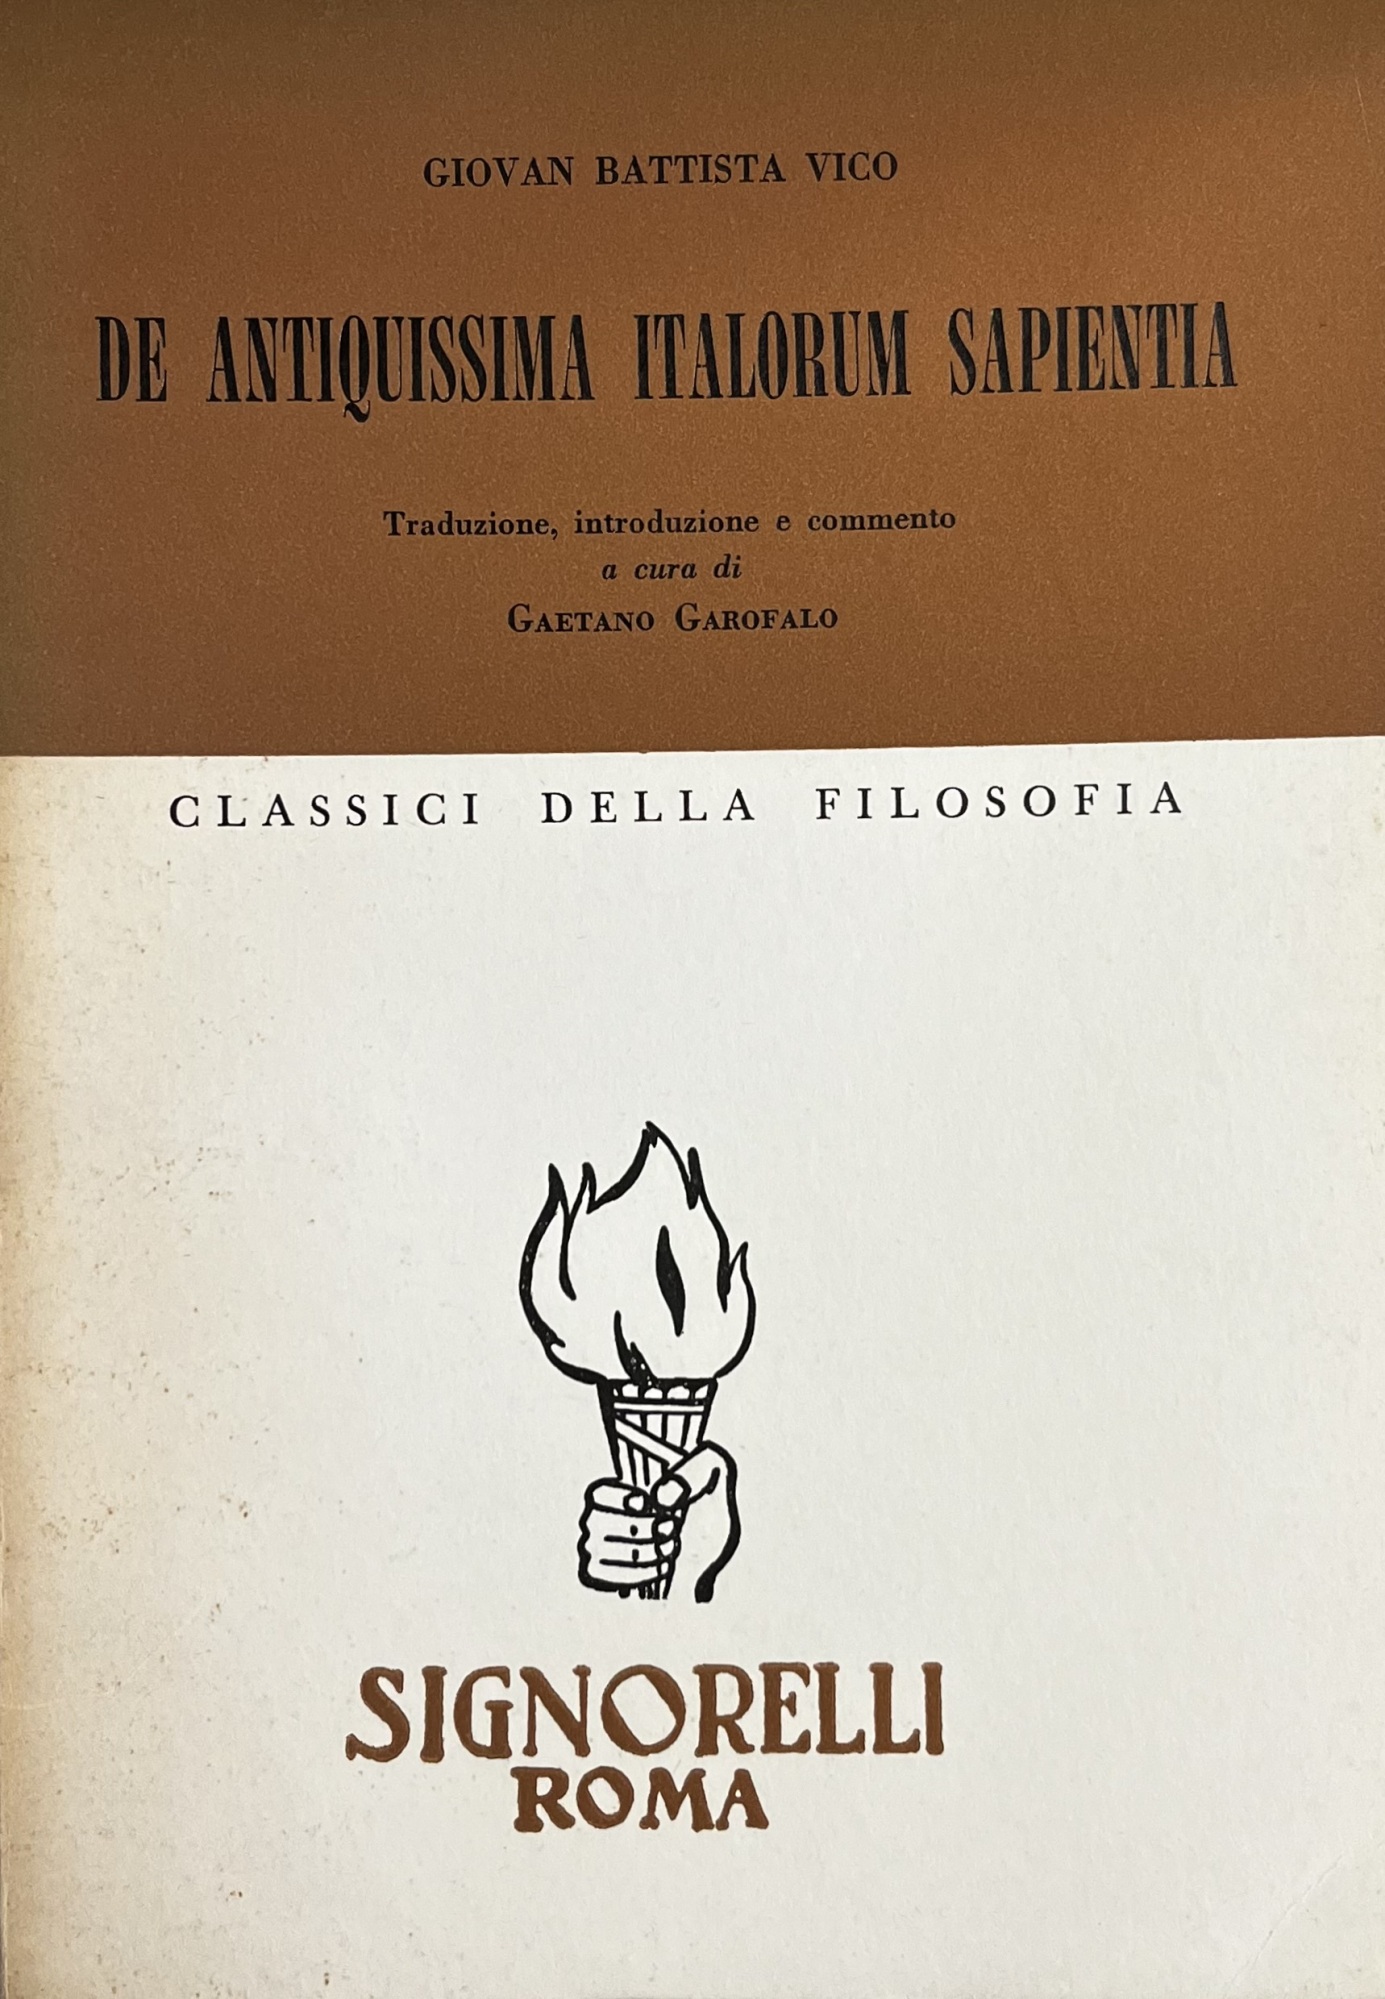 GIOVAN BATTISTA VICO
DE ANTIQUISSIMA ITALORUM SAPIENTIA
Traduzione, introduzione e commento
a cura di
GAETANO GAROFALO
CLASSICI DELLA FILOSOFIA
SIGNORELLI
ROMA